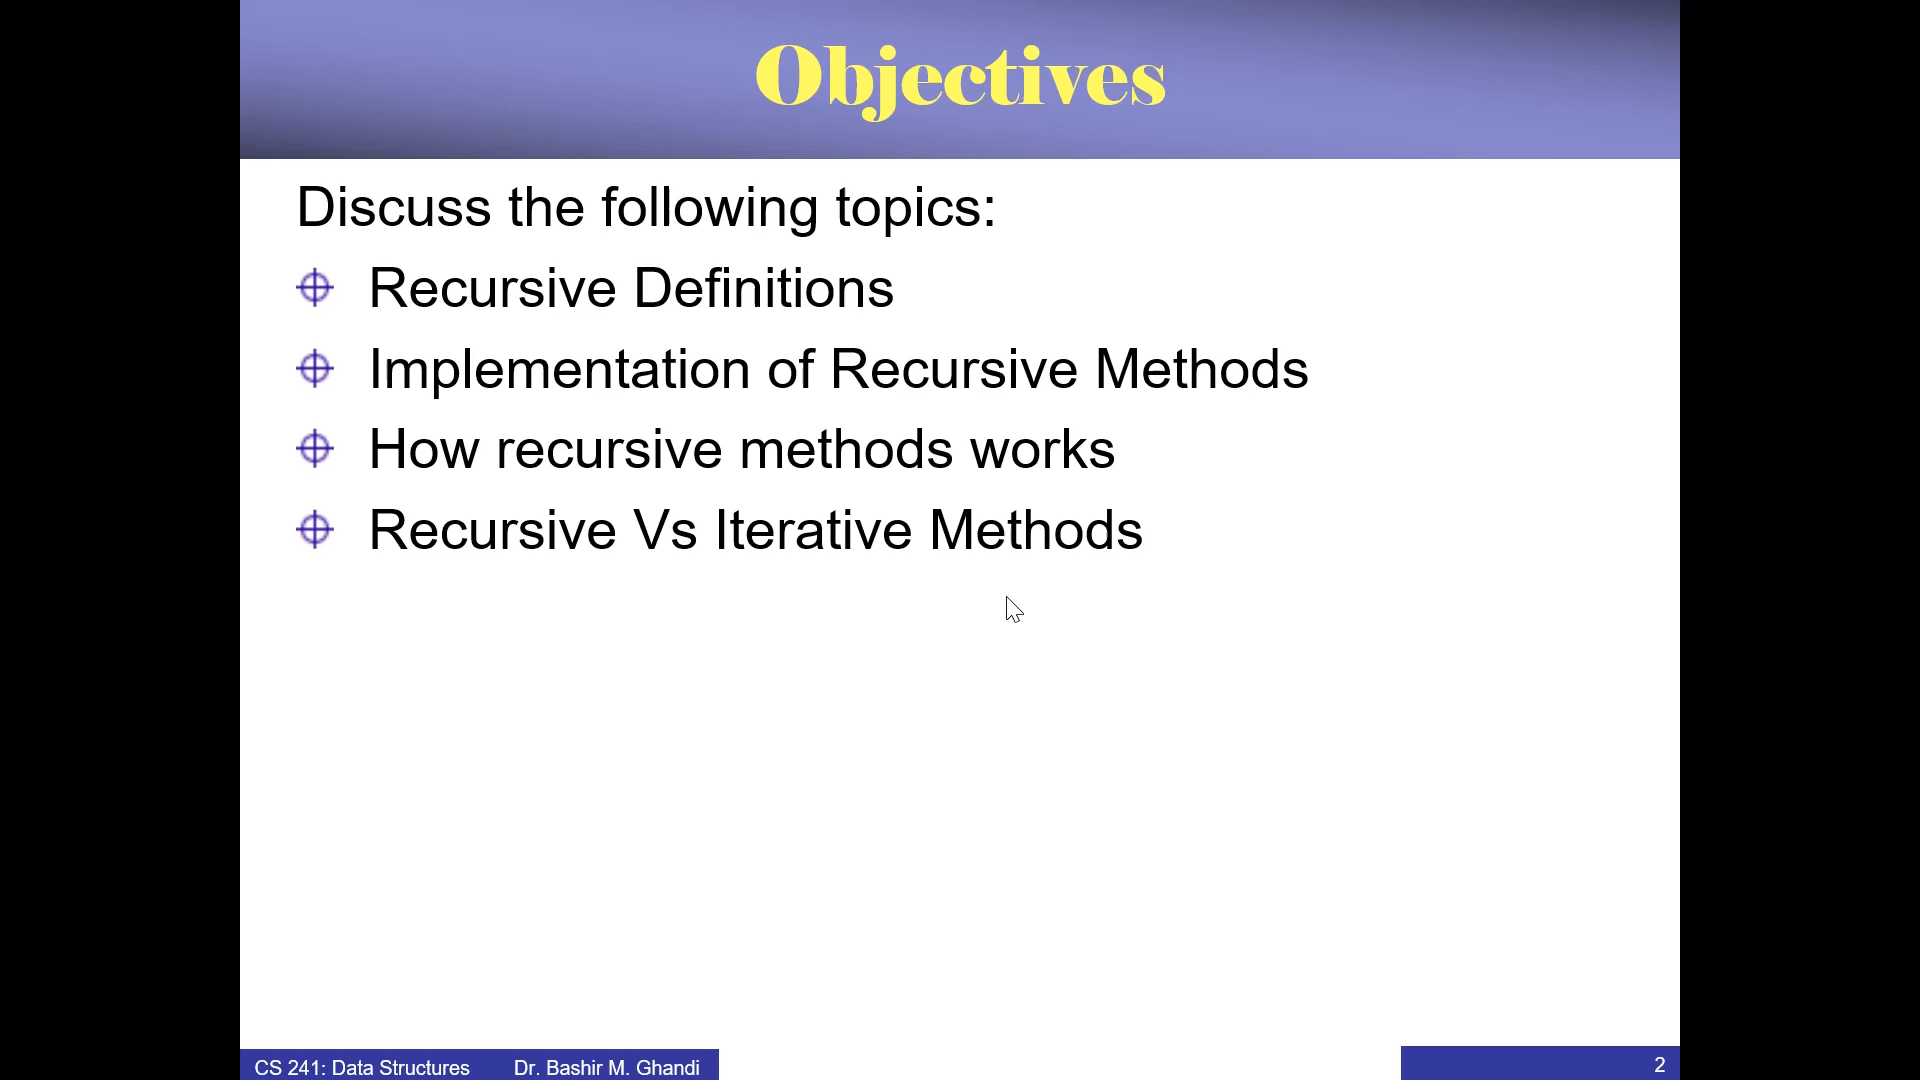 Objectives
Discuss the following topics:
Recursive Definitions
Implementation of Recursive Methods
How recursive methods works
Recursive Vs Iterative Methods
CS 241: Data Structures Dr. Bashir M. Ghandi
2